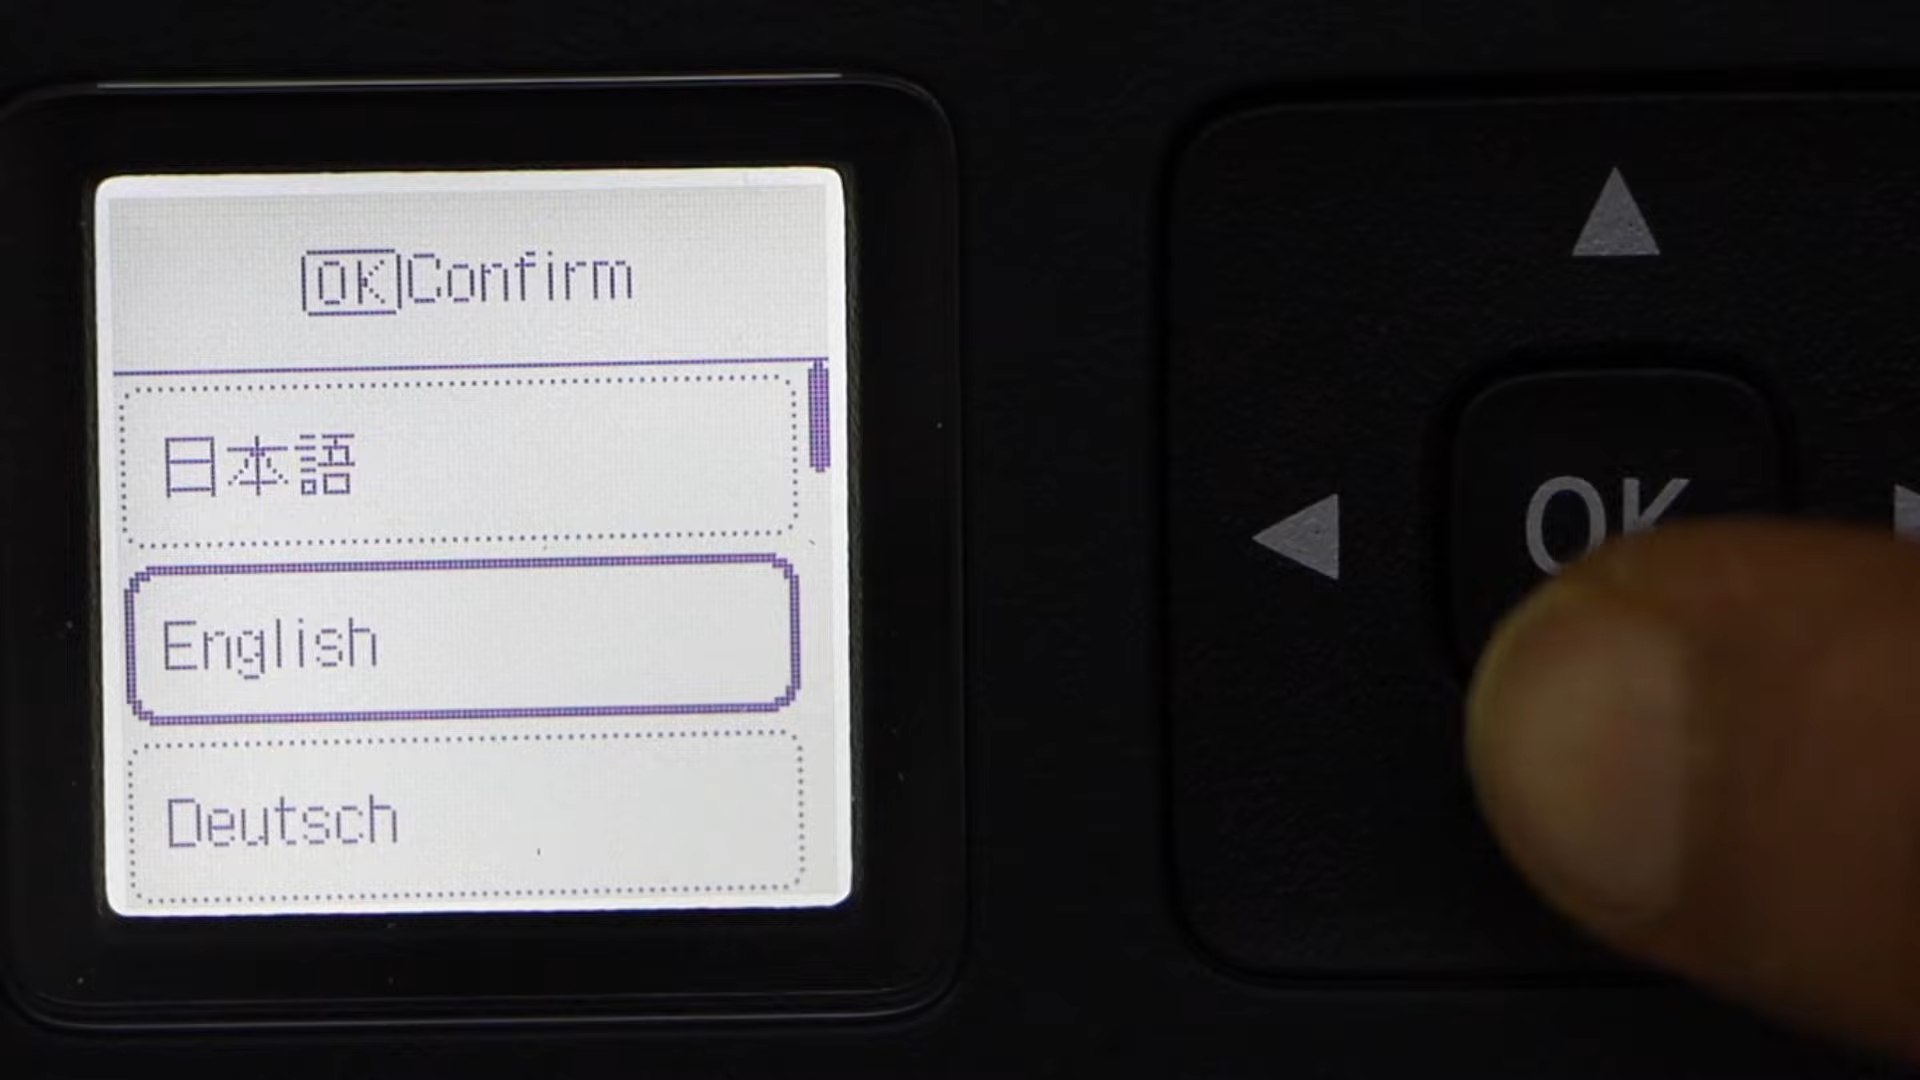 OK Confirm
日本語
English
Deutsch
OK